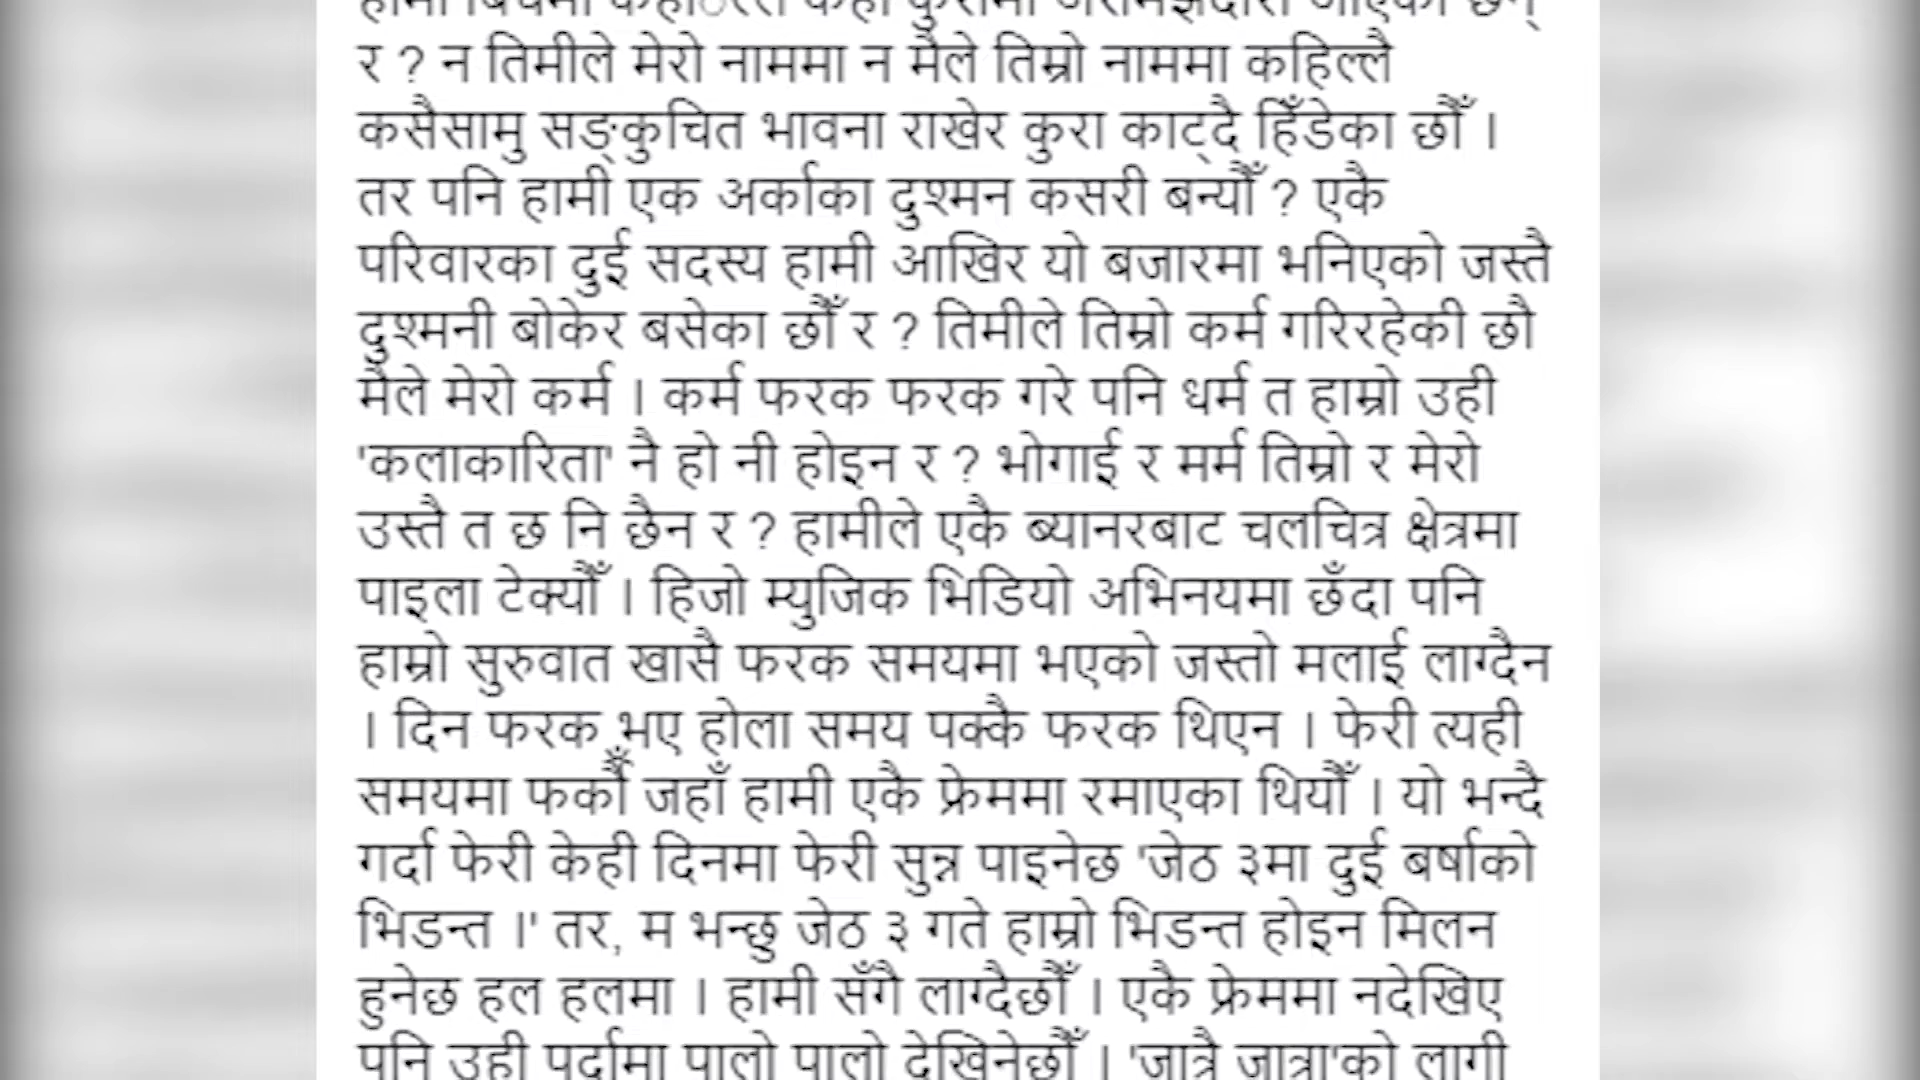 र ? न तिमीले मेरो नाममा न मैले तिम्रो नाममा कहिल्लै
कसैसामु सङ्कुचित भावना राखेर कुरा काट्दै हिँडेका छौँ ।
तर पनि हामी एक अर्काका दुश्मन कसरी बन्यौँ ? एकै
परिवारका दुई सदस्य हामी आखिर यो बजारमा भनिएको जस्तै
दुश्मनी बोकेर बसेका छौँ र ? तिमीले तिम्रो कर्म गरिरहेकी छौ
मैले मेरो कर्म । कर्म फरक फरक गरे पनि धर्म त हाम्रो उही
'कलाकारिता' नै हो नी होइन र ? भोगाई र मर्म तिम्रो र मेरो
उस्तै त छ नि छैन र ? हामीले एकै ब्यानरबाट चलचित्र क्षेत्रमा
पाइला टेक्यौँ । हिजो म्युजिक भिडियो अभिनयमा छँदा पनि
हाम्रो सुरुवात खासै फरक समयमा भएको जस्तो मलाई लाग्दैन
। दिन फरक भए होला समय पक्कै फरक थिएन । फेरी त्यही
समयमा फर्कौँ जहाँ हामी एकै फ्रेममा रमाएका थियौँ । यो भन्दै
गर्दा फेरी केही दिनमा फेरी सुन्न पाइनेछ 'जेठ ३मा दुई बर्षाको
भिडन्त ।' तर, म भन्छु जेठ ३ गते हाम्रो भिडन्त होइन मिलन
हुनेछ हल हलमा । हामी सँगै लाग्दैछौँ । एकै फ्रेममा नदेखिए
पनि उही पर्दामा पालो पालो देखिनेछौँ । 'जात्रै जात्रा'को लागी